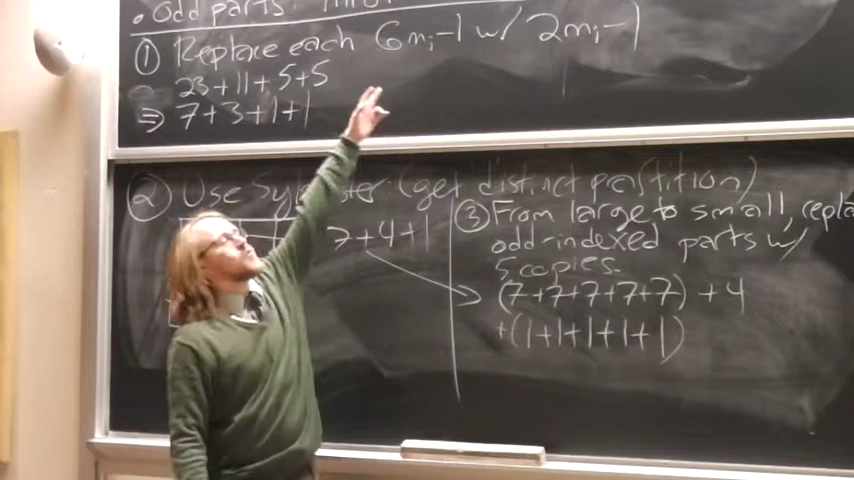 • Odd parts:
① Replace each 6mᵢ-1 w/ 2mᵢ-1
23+11+5+5
⇒ 7+3+1+1
② Use Sylvester (get distinct partition)
7+4+1
③ From large to small, repla
odd-indexed parts w/
5 copies.
(7+7+7+7+7) + 4
+(1+1+1+1+1)